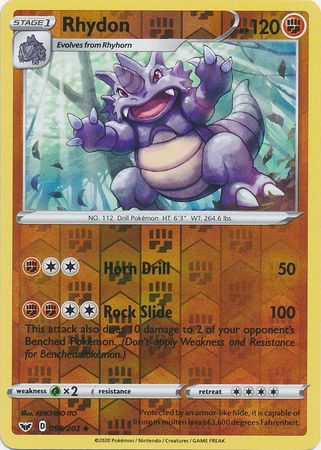 STAGE 1 Rhydon HP 120
Evolves from Rhyhorn
NO. 112 Drill Pokémon HT: 6'3" WT: 264.6 lbs.
Horn Drill 50
Rock Slide 100
This attack also does 10 damage to 2 of your opponent's
Benched Pokémon. (Don't apply Weakness and Resistance
for Benched Pokémon.)
weakness ×2 resistance retreat
Illus. KEIICHIRO ITO
Protected by an armor-like hide, it is capable of
living in molten lava of 3,600 degrees Fahrenheit.
D 099/202
©2020 Pokémon / Nintendo / Creatures / GAME FREAK